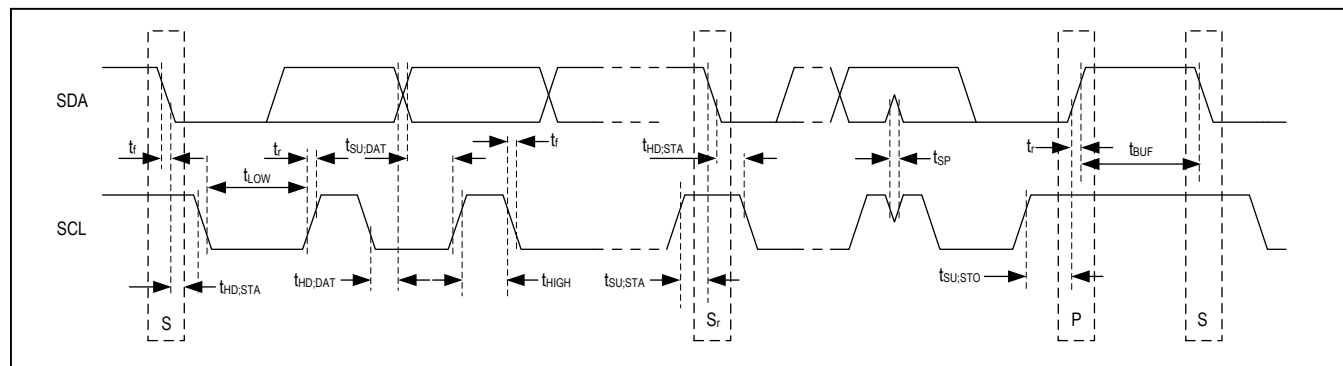 SDA
tf
tr
tSU;DAT
tf
tHD;STA
tSP
tr
tBUF
tLOW
SCL
tHD;STA
tHD;DAT
tHIGH
tSU;STA
tSU;STO
S
Sr
P
S